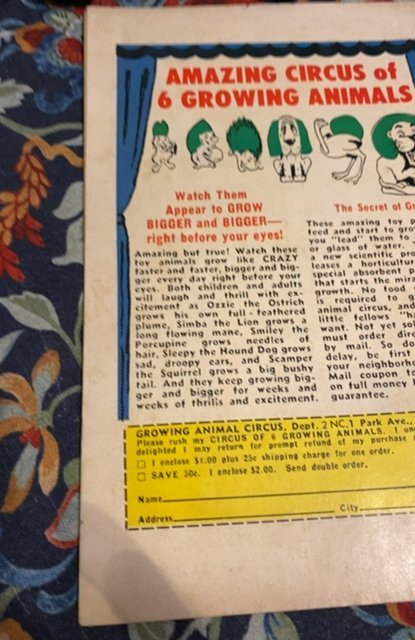 AMAZING CIRCUS of
6 GROWING ANIMALS
Watch Them
Appear to GROW
BIGGER and BIGGER—
right before your eyes!
Amazing but true! Watch these
toy animals grow like CRAZY
faster and faster, bigger and big-
ger every day right before your
eyes. Both children and adults
will laugh and thrill with ex-
citement as Ozzie the Ostrich
grows his own full-feathered
plume, Simba the Lion grows a
long flowing mane, Smiley the
Porcupine grows needles of
hair, Sleepy the Hound Dog grows
sad, droopy ears, and Scamper
the Squirrel grows a big bushy
tail. And they keep growing big-
ger and bigger for weeks and
weeks of thrills and excitement.
The Secret of
These amazing toy
feed and start to
you "lead" them to
or glass of water.
a new scientific
leases a horticultur
special absorbent
that starts the
growth. No food
required to
animal circus, and
little fellows
want. Not yet
must order
by mail. So do
delay, be first
your neighborho
Mail coupon
on full money
guarantee.
GROWING ANIMAL CIRCUS, Dept. 2 NC, 1 Park Ave.,
Please rush my CIRCUS OF 6 GROWING ANIMALS. I
delighted I may return for prompt refund of my purchase
I enclose $1.00 plus 25c shipping charge for one order.
SAVE 50c. I enclose $2.00. Send double order.
Name
City
Address